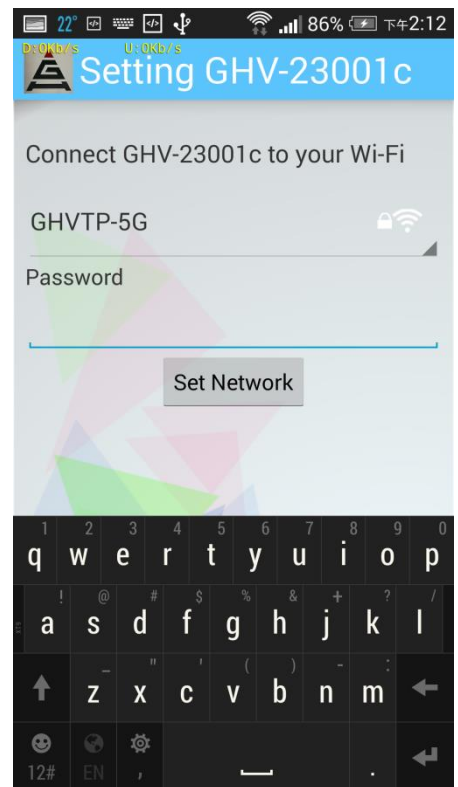 22° 86% 下午2:12
D:0Kb/s U:0Kb/s
Setting GHV-23001c
Connect GHV-23001c to your Wi-Fi
GHVTP-5G
Password
Set Network
1 2 3 4 5 6 7 8 9 0
q w e r t y u i o p
! @ # $ % & + ? /
a s d f g h j k l
_ " ' ( ) - :
z x c v b n m
12# EN , .